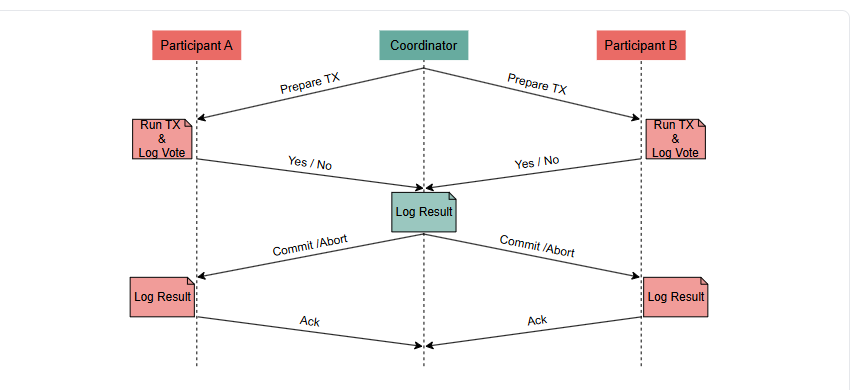 Participant A
Coordinator
Participant B
Prepare TX
Prepare TX
Run TX
&
Log Vote
Run TX
&
Log Vote
Yes / No
Yes / No
Log Result
Commit /Abort
Commit /Abort
Log Result
Log Result
Ack
Ack